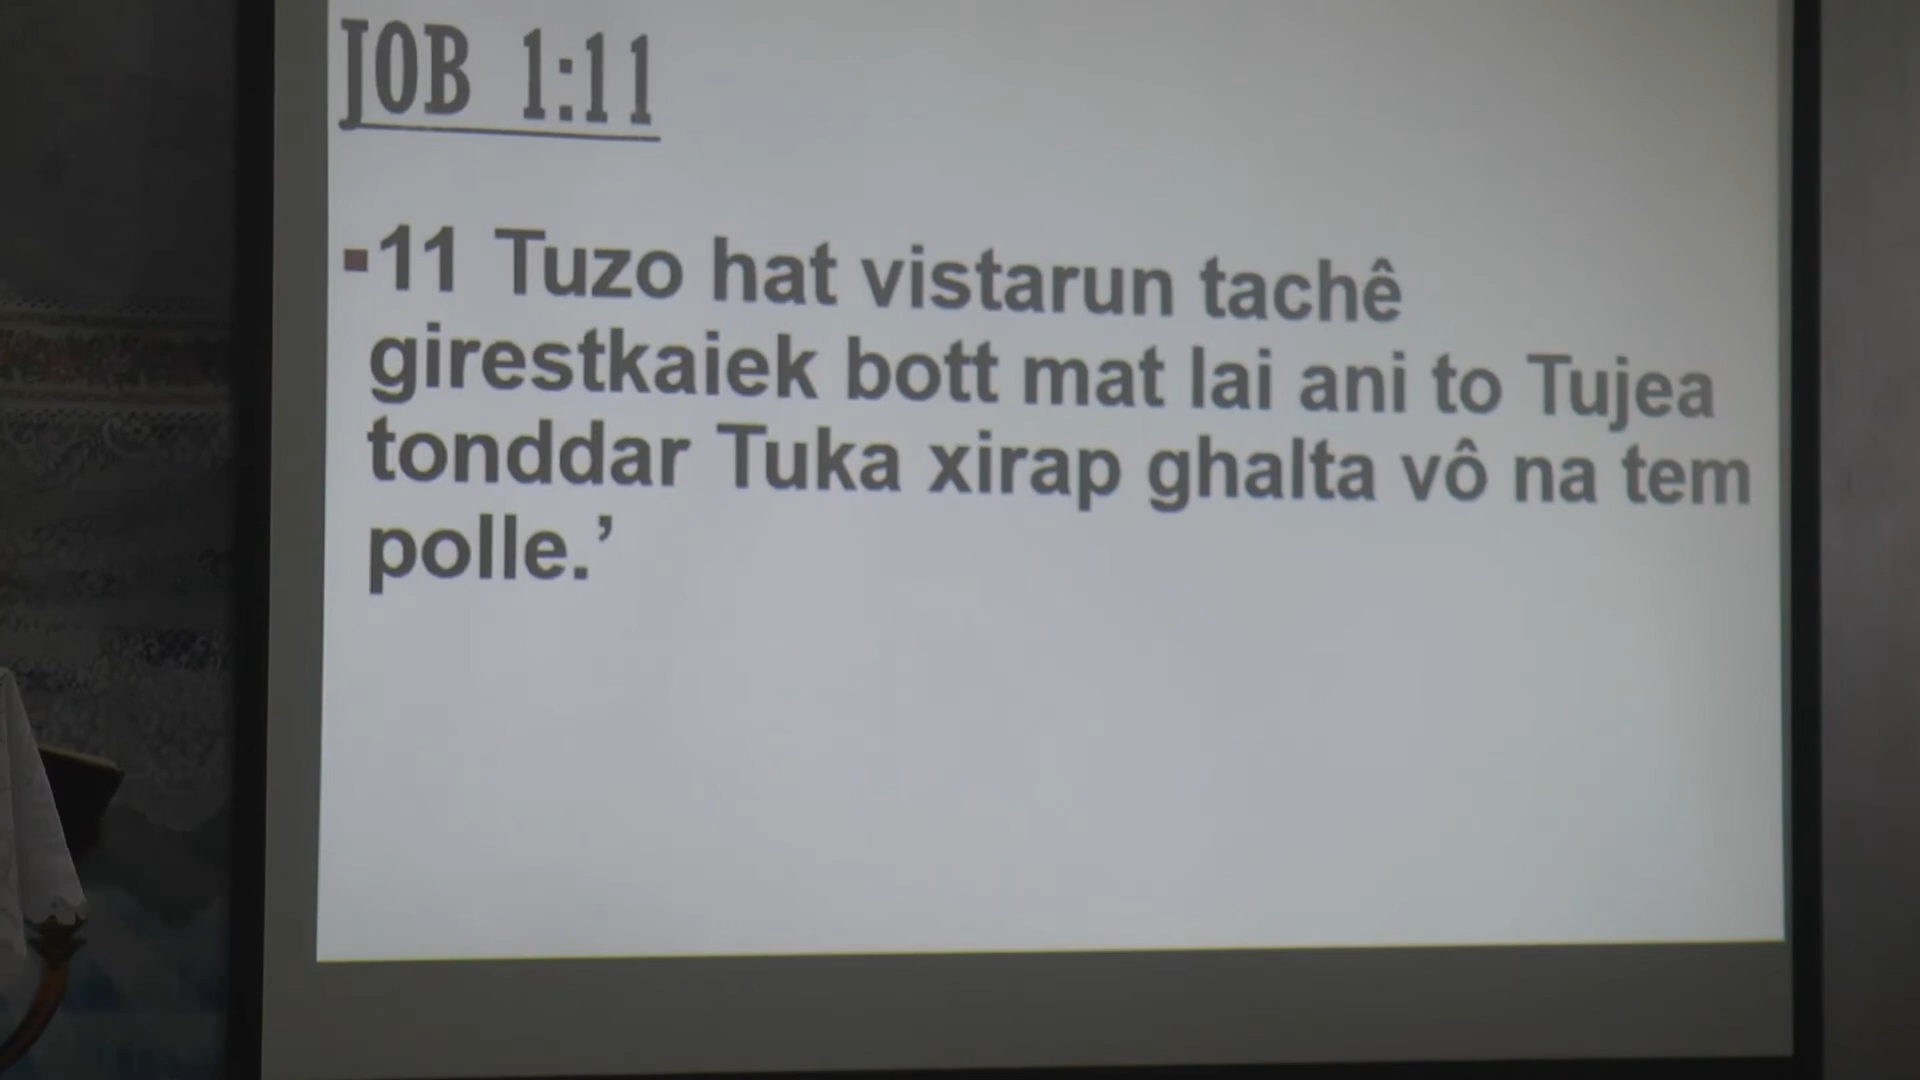 JOB 1:11
▪11 Tuzo hat vistarun tachê
girestkaiek bott mat lai ani to Tujea
tonddar Tuka xirap ghalta vô na tem
polle.’